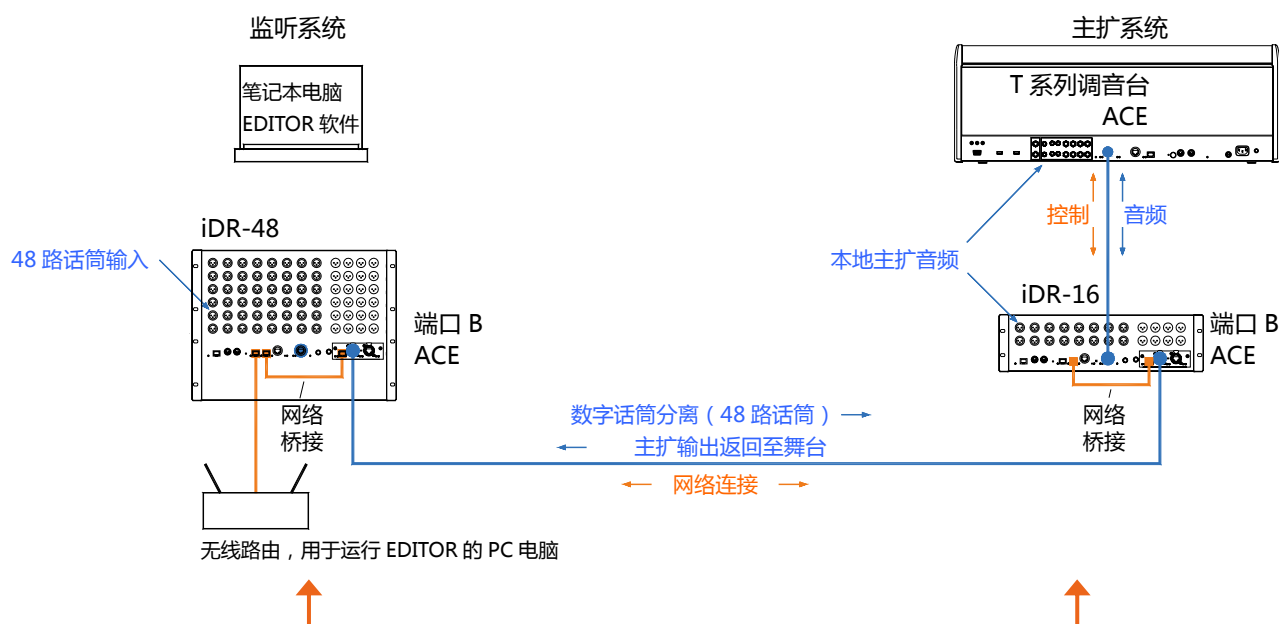 监听系统
主扩系统
笔记本电脑
EDITOR 软件
T 系列调音台
ACE
控制
音频
iDR-48
48 路话筒输入
本地主扩音频
iDR-16
端口 B
ACE
端口 B
ACE
网络
桥接
数字话筒分离（48 路话筒）
主扩输出返回至舞台
网络连接
网络
桥接
无线路由，用于运行 EDITOR 的 PC 电脑